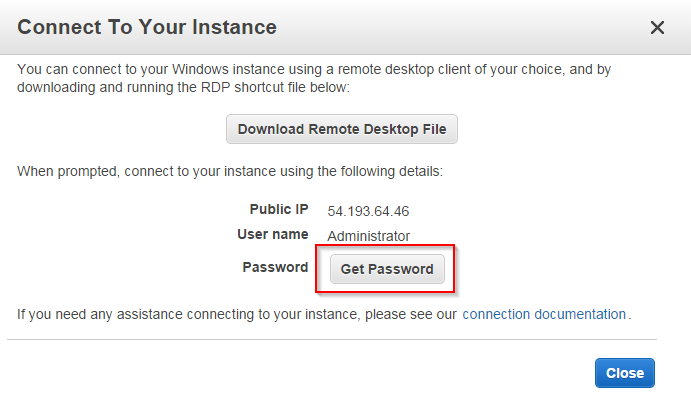 Connect To Your Instance
You can connect to your Windows instance using a remote desktop client of your choice, and by
downloading and running the RDP shortcut file below:
Download Remote Desktop File
When prompted, connect to your instance using the following details:
Public IP 54.193.64.46
User name Administrator
Password Get Password
If you need any assistance connecting to your instance, please see our connection documentation.
Close